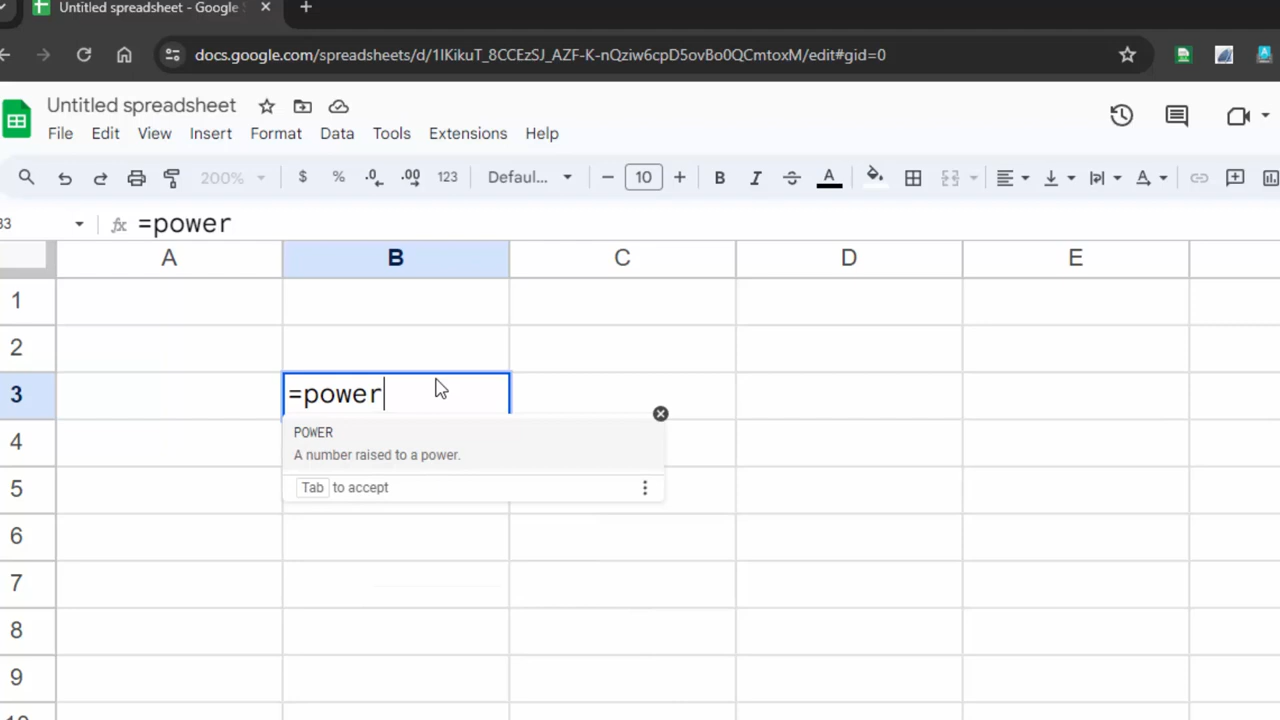 Untitled spreadsheet - Google
docs.google.com/spreadsheets/d/1IKikuT_8CCEzSJ_AZF-K-nQziw6cpD5ovBo0QCmtoxM/edit#gid=0
Untitled spreadsheet
File Edit View Insert Format Data Tools Extensions Help
200% $ % .0 .00 123 Defaul... − 10 + B I S A A
fx =power
A B C D E
1
2
3 =power
4
5
6
7
8
9
POWER
A number raised to a power.
Tab to accept